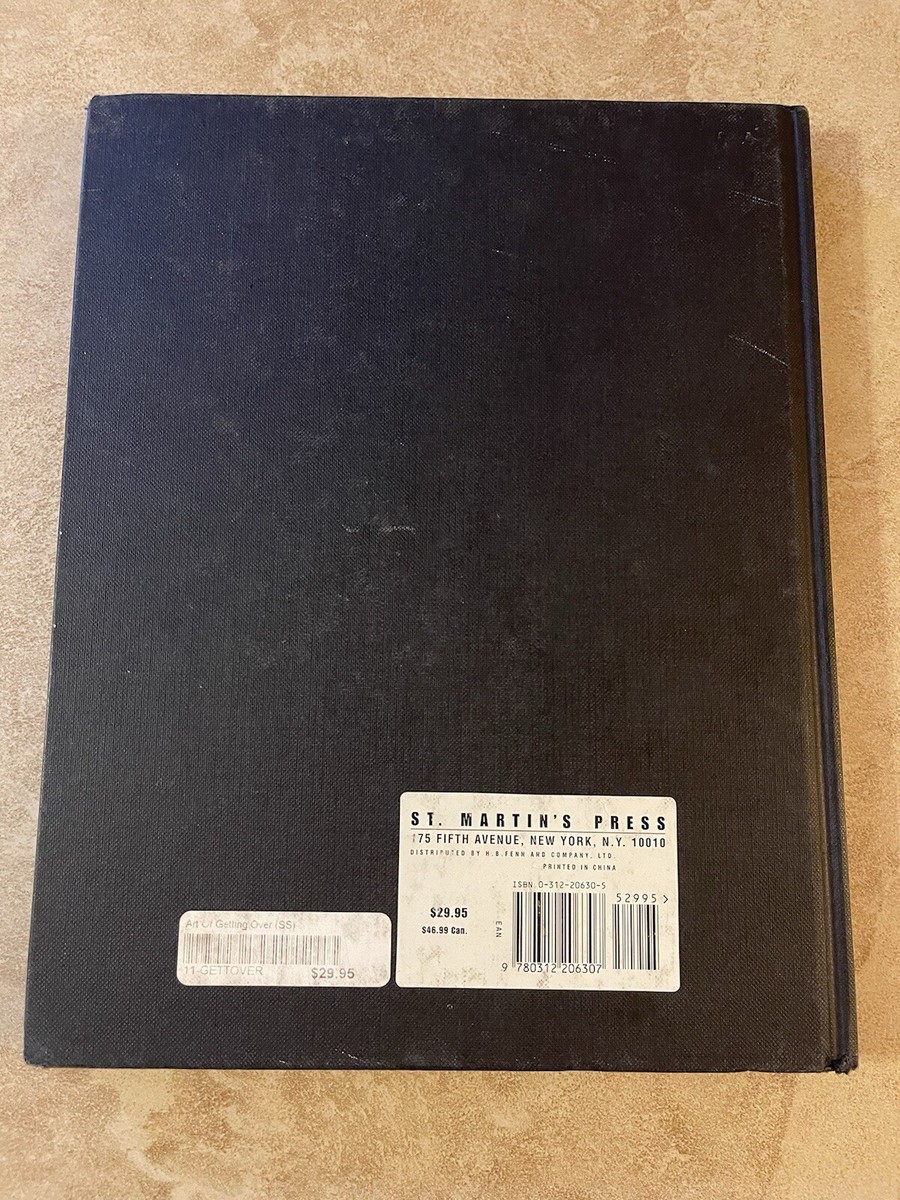 ST. MARTIN'S PRESS
175 FIFTH AVENUE, NEW YORK, N.Y. 10010
DISTRIBUTED BY H.B.FENN AND COMPANY, LTD.
PRINTED IN CHINA
ISBN 0-312-20630-5
52995 >
$29.95
$46.99 Can.
EAN
9 780312 206307
Art Of Getting Over (SS)
11-GETTOVER $29.95